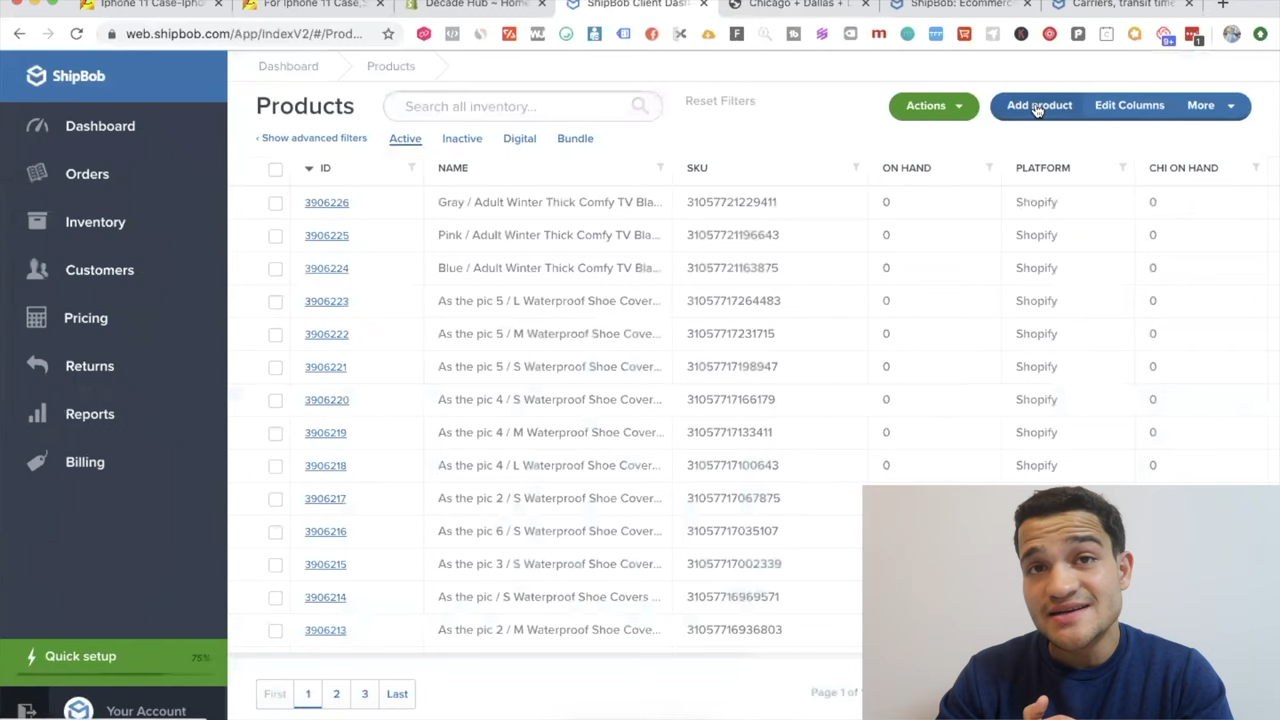 Iphone 11 Case-Iph
For Iphone 11 Case,
Decade Hub ~ Home
ShipBob Client Das
Chicago + Dallas +
ShipBob: Ecommerc
Carriers, transit time
web.shipbob.com/App/IndexV2/#/Prod...
9+
1
ShipBob
Dashboard
Orders
Inventory
Customers
Pricing
Returns
Reports
Billing
Quick setup 75%
Your Account
Dashboard Products
Products Search all inventory... Reset Filters Actions Add product Edit Columns More
‹ Show advanced filters Active Inactive Digital Bundle
ID NAME SKU ON HAND PLATFORM CHI ON HAND
3906226 Gray / Adult Winter Thick Comfy TV Bla... 31057721229411 0 Shopify 0
3906225 Pink / Adult Winter Thick Comfy TV Bla... 31057721196643 0 Shopify 0
3906224 Blue / Adult Winter Thick Comfy TV Bla... 31057721163875 0 Shopify 0
3906223 As the pic 5 / L Waterproof Shoe Cover... 31057717264483 0 Shopify 0
3906222 As the pic 5 / M Waterproof Shoe Cove... 31057717231715 0 Shopify 0
3906221 As the pic 5 / S Waterproof Shoe Cover... 31057717198947 0 Shopify 0
3906220 As the pic 4 / S Waterproof Shoe Cover... 31057717166179 0 Shopify 0
3906219 As the pic 4 / M Waterproof Shoe Cover... 31057717133411 0 Shopify 0
3906218 As the pic 4 / L Waterproof Shoe Cover... 31057717100643 0 Shopify 0
3906217 As the pic 2 / S Waterproof Shoe Cover... 31057717067875
3906216 As the pic 6 / S Waterproof Shoe Cover... 31057717035107
3906215 As the pic 3 / S Waterproof Shoe Cover... 31057717002339
3906214 As the pic / S Waterproof Shoe Covers ... 31057716969571
3906213 As the pic 2 / M Waterproof Shoe Cove... 31057716936803
First 1 2 3 Last Page 1 of